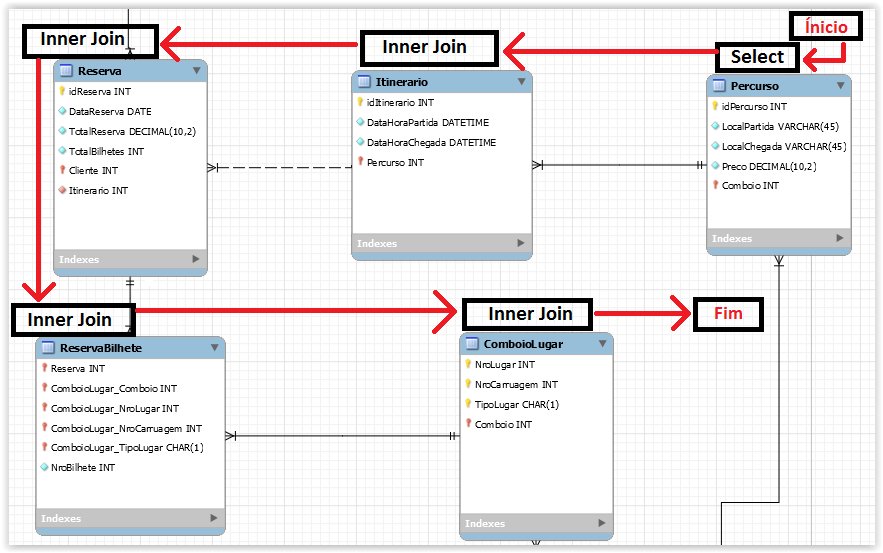 Ínicio
Inner Join
Inner Join
Select
Reserva
idReserva INT
DataReserva DATE
TotalReserva DECIMAL(10,2)
TotalBilhetes INT
Cliente INT
Itinerario INT
Indexes
Itinerario
idItinerario INT
DataHoraPartida DATETIME
DataHoraChegada DATETIME
Percurso INT
Indexes
Percurso
idPercurso INT
LocalPartida VARCHAR(45)
LocalChegada VARCHAR(45)
Preco DECIMAL(10,2)
Comboio INT
Indexes
Inner Join
Inner Join
Fim
ReservaBilhete
Reserva INT
ComboioLugar_Comboio INT
ComboioLugar_NroLugar INT
ComboioLugar_NroCarruagem INT
ComboioLugar_TipoLugar CHAR(1)
NroBilhete INT
Indexes
ComboioLugar
NroLugar INT
NroCarruagem INT
TipoLugar CHAR(1)
Comboio INT
Indexes